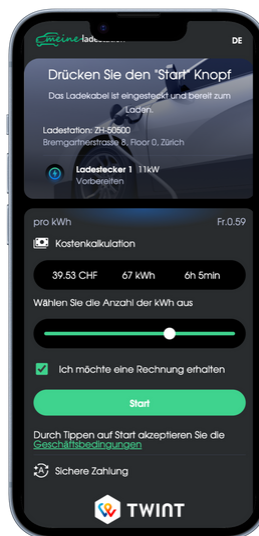 meine ladestation
DE
Drücken Sie den "Start" Knopf
Das Ladekabel ist eingesteckt und bereit zum
Laden.
Ladestation: ZH-50500
Bremgartnerstrasse 8, Floor 0, Zürich
Ladestecker 1 11kW
Vorbereiten
pro kWh Fr.0.59
Kostenkalkulation
39.53 CHF 67 kWh 6h 5min
Wählen Sie die Anzahl der kWh aus
Ich möchte eine Rechnung erhalten
Start
Durch Tippen auf Start akzeptieren Sie die
Geschäftsbedingungen
Sichere Zahlung
TWINT